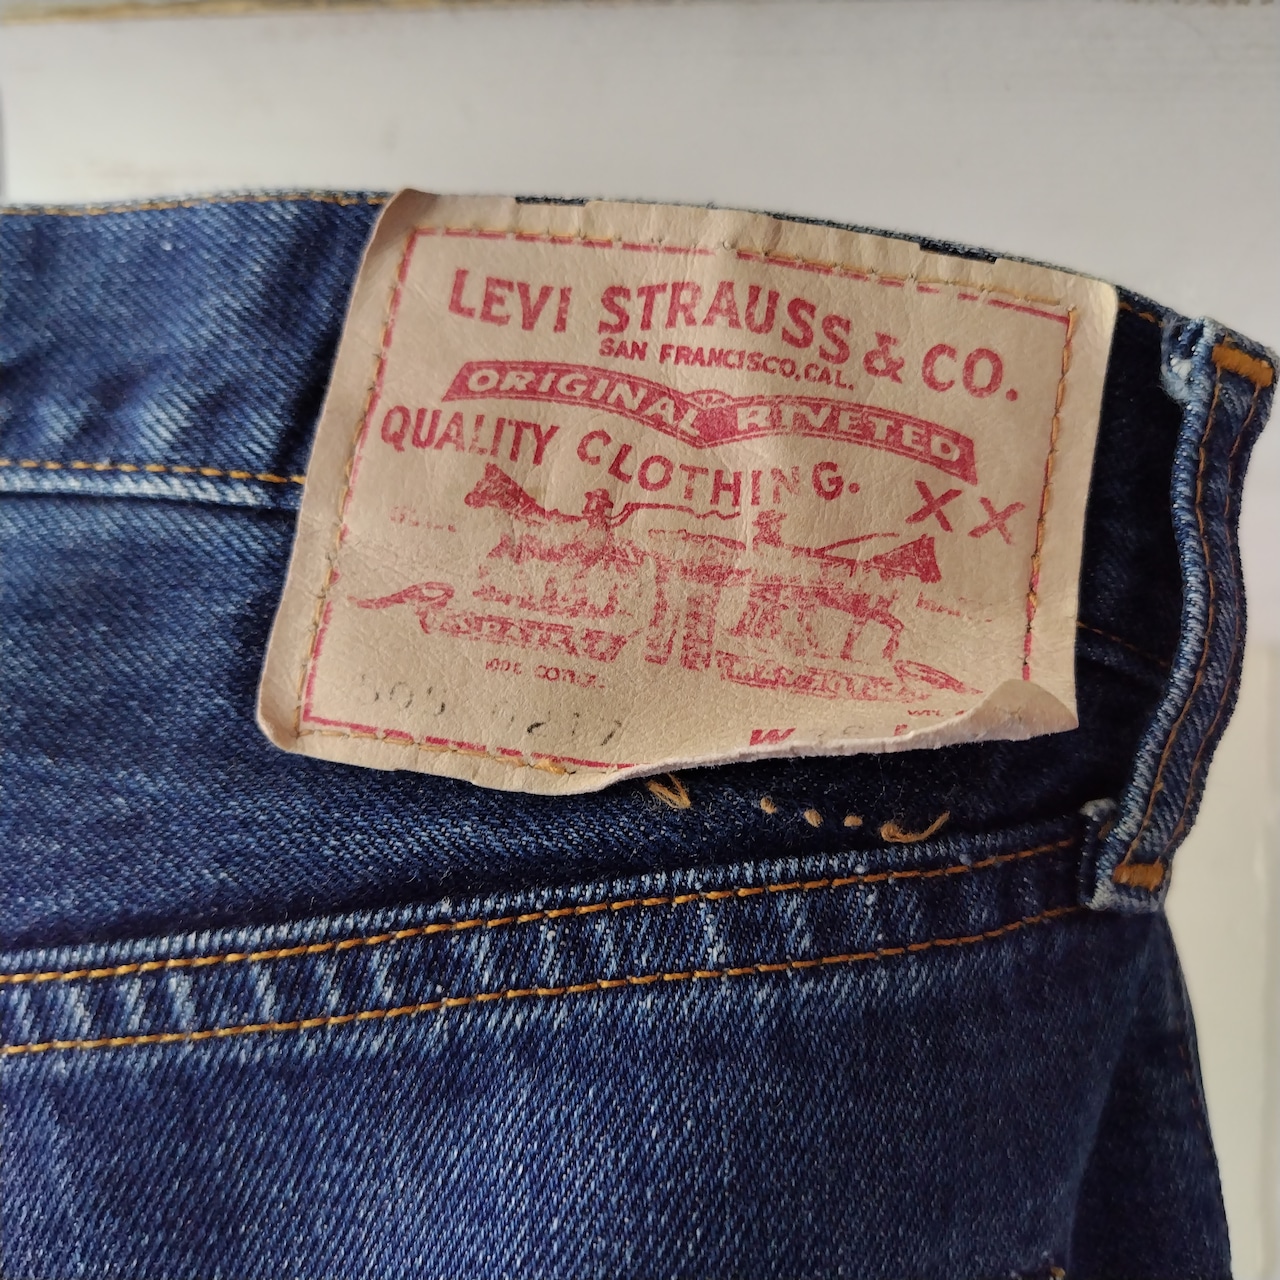 LEVI STRAUSS & CO.
SAN FRANCISCO, CAL.
ORIGINAL RIVETED
QUALITY CLOTHING.
XX
W